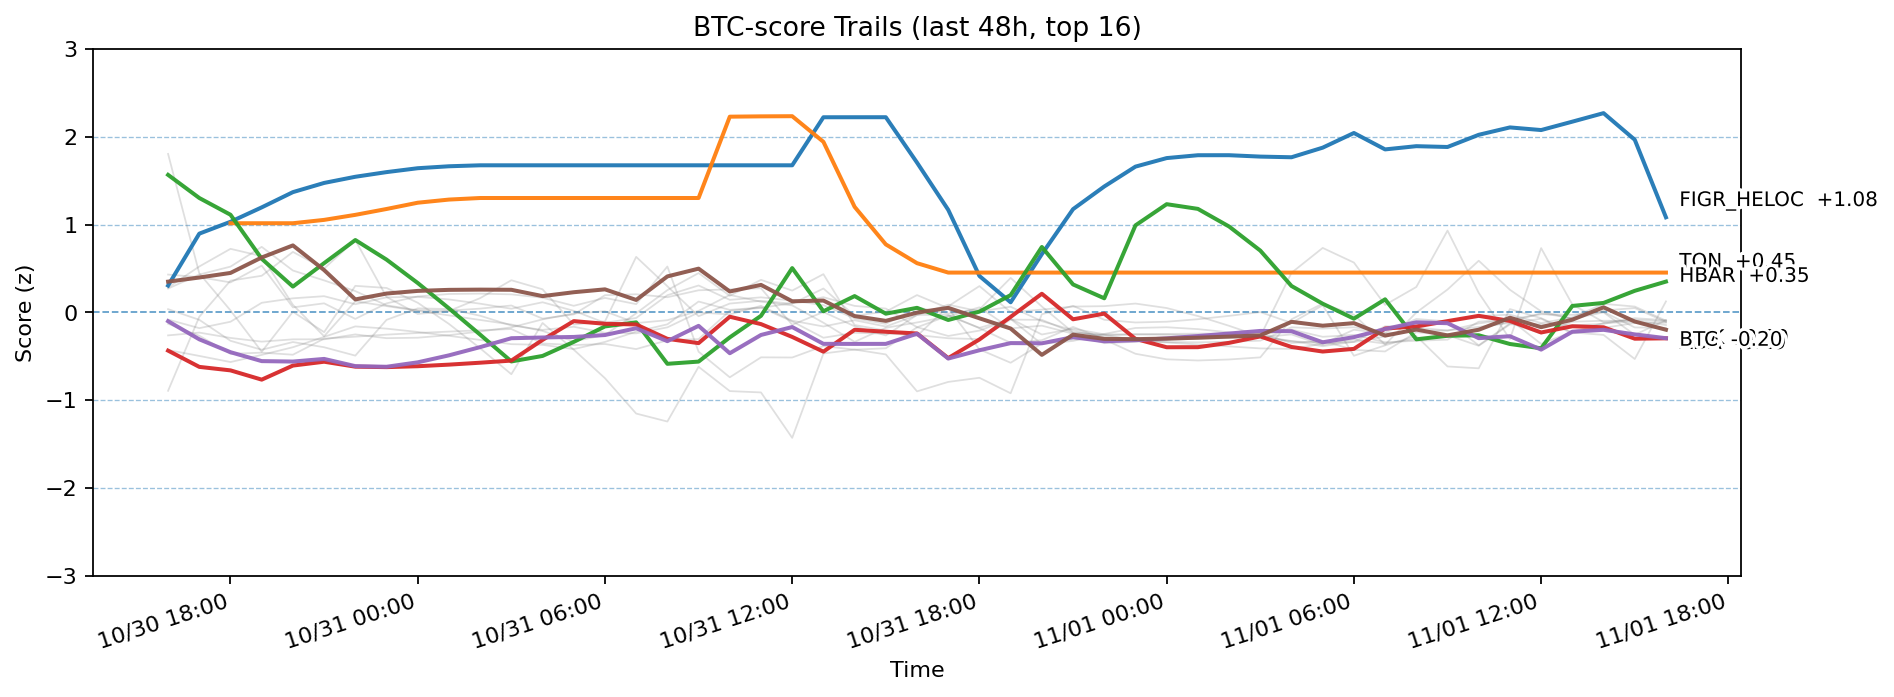 BTC-score Trails (last 48h, top 16)
Score (z)
3
2
1
0
−1
−2
−3
FIGR_HELOC +1.08
TON +0.45
HBAR +0.35
BTC -0.20
10/30 18:00
10/31 00:00
10/31 06:00
10/31 12:00
10/31 18:00
11/01 00:00
11/01 06:00
11/01 12:00
11/01 18:00
Time